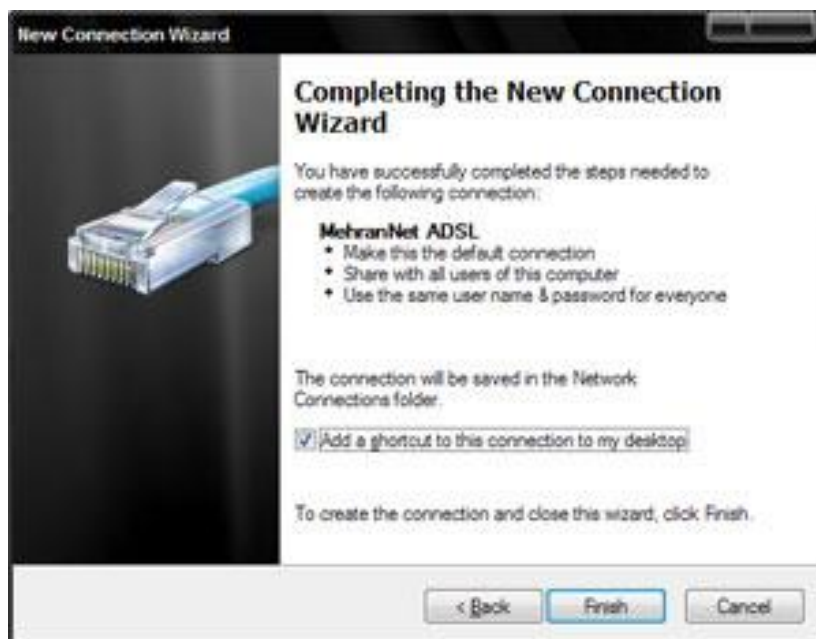 New Connection Wizard
Completing the New Connection
Wizard
You have successfully completed the steps needed to
create the following connection:
MehranNet ADSL
• Make this the default connection
• Share with all users of this computer
• Use the same user name & password for everyone
The connection will be saved in the Network
Connections folder.
Add a shortcut to this connection to my desktop
To create the connection and close this wizard, click Finish.
< Back Finish Cancel